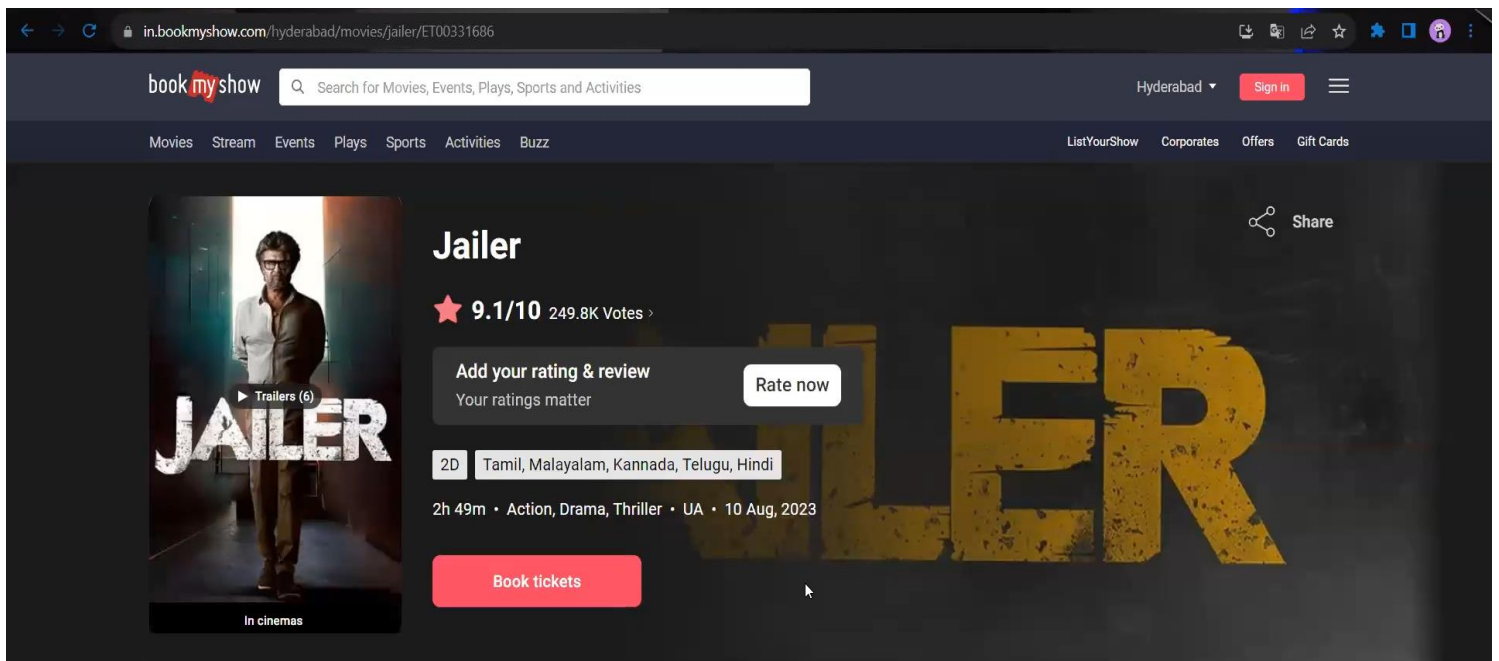 in.bookmyshow.com/hyderabad/movies/jailer/ET00331686
book my show
Search for Movies, Events, Plays, Sports and Activities
Hyderabad
Sign in
Movies Stream Events Plays Sports Activities Buzz
ListYourShow Corporates Offers Gift Cards
Trailers (6)
JAILER
In cinemas
Jailer
9.1/10 249.8K Votes
Add your rating & review
Your ratings matter
Rate now
2D Tamil, Malayalam, Kannada, Telugu, Hindi
2h 49m • Action, Drama, Thriller • UA • 10 Aug, 2023
Book tickets
Share
AILER